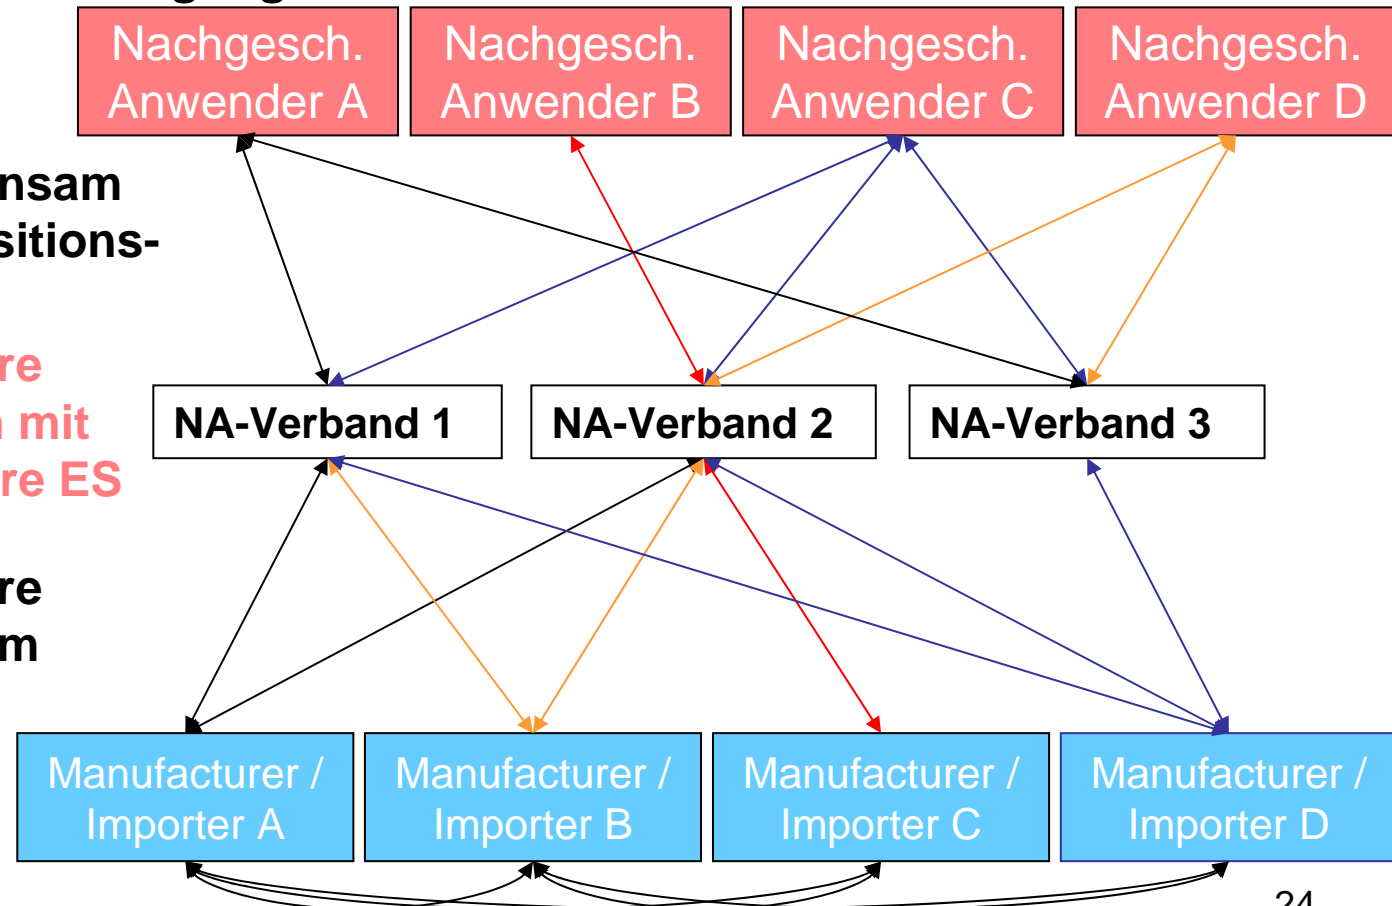 Nachgesch.
Anwender A
Nachgesch.
Anwender B
Nachgesch.
Anwender C
Nachgesch.
Anwender D
nsam
sitions-
re
mit
re ES
re
m
NA-Verband 1
NA-Verband 2
NA-Verband 3
Manufacturer /
Importer A
Manufacturer /
Importer B
Manufacturer /
Importer C
Manufacturer /
Importer D
24